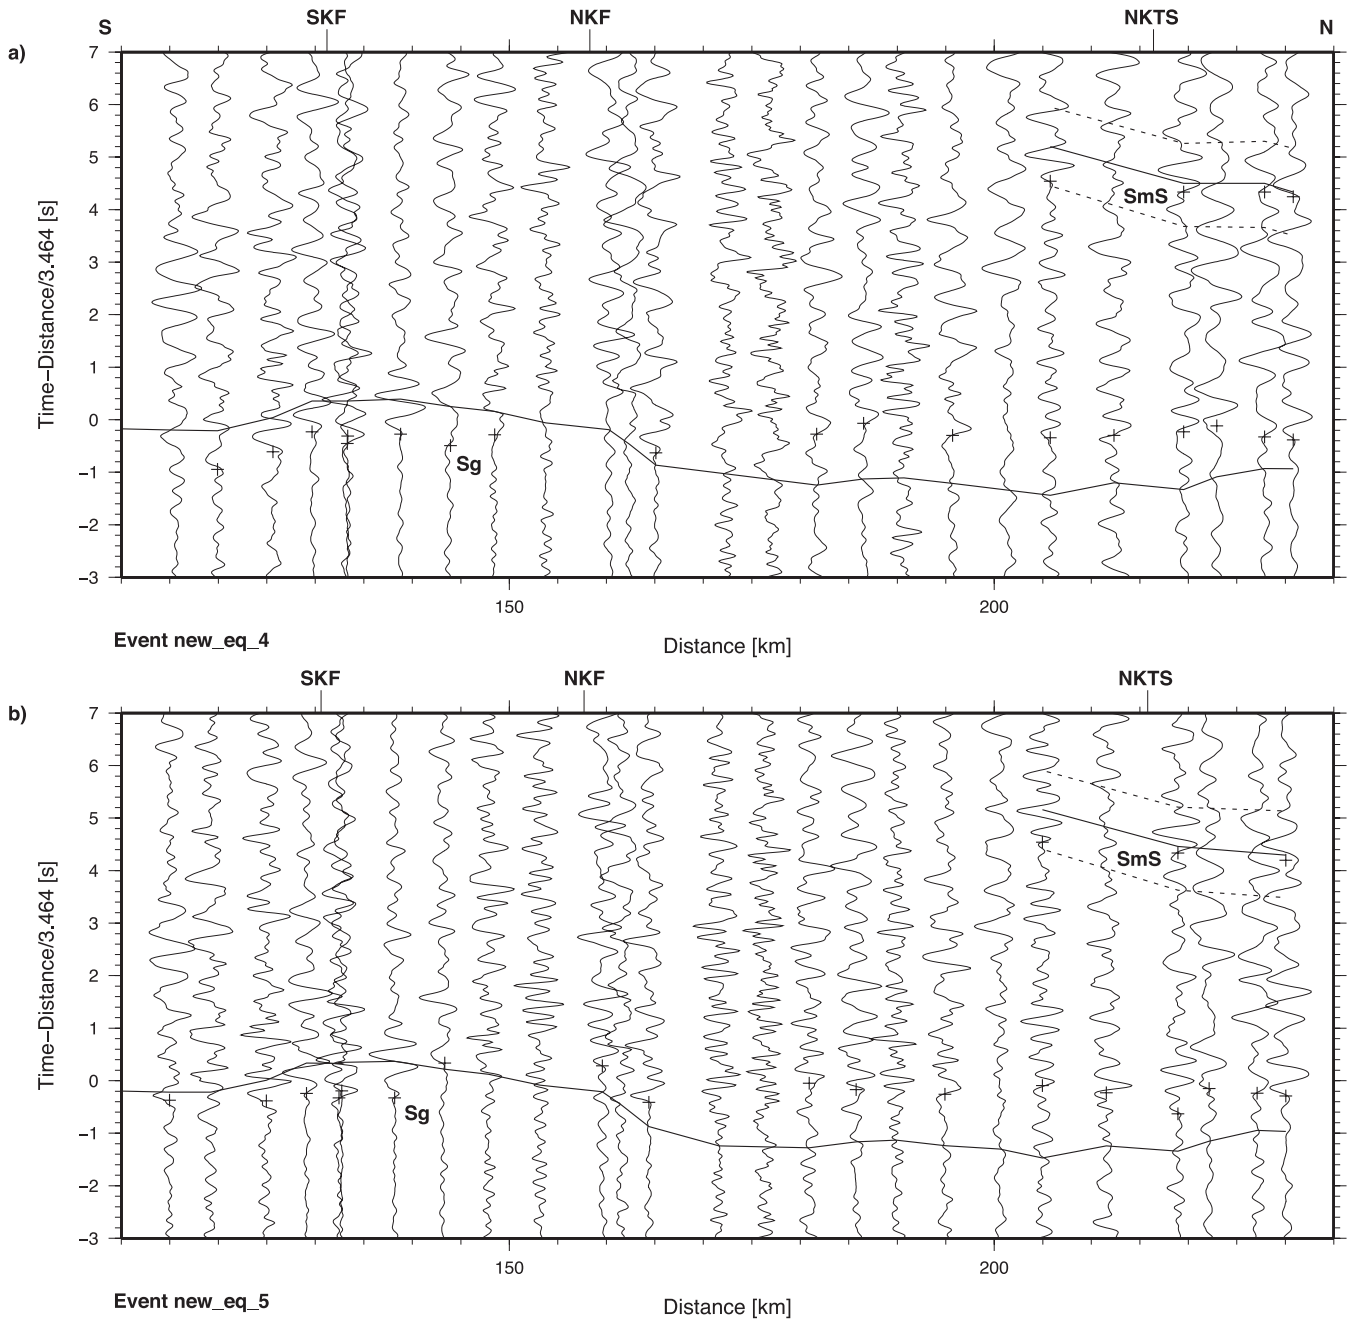 SKF NKF NKTS
S N
a)
7
6
5
4
3
2
1
0
−1
−2
−3
Time−Distance/3.464 [s]
SmS
Sg
150 200
Event new_eq_4 Distance [km]
SKF NKF NKTS
b)
7
6
5
4
3
2
1
0
−1
−2
−3
Time−Distance/3.464 [s]
SmS
Sg
150 200
Event new_eq_5 Distance [km]